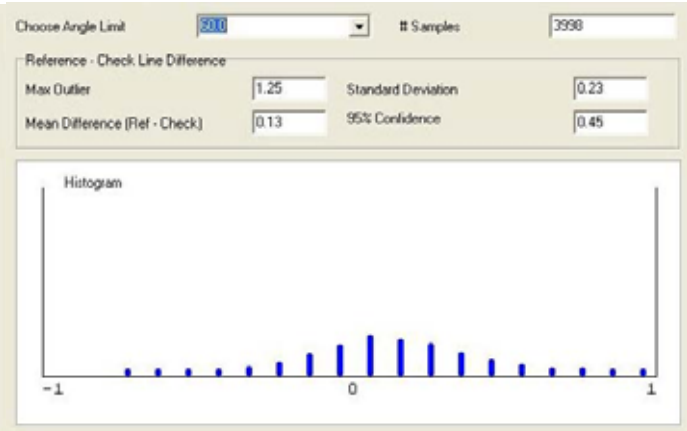 Choose Angle Limit 60.0 # Samples 3998
Reference - Check Line Difference
Max Outlier 1.25 Standard Deviation 0.23
Mean Difference (Ref - Check) 0.13 95% Confidence 0.45
Histogram
-1 0 1